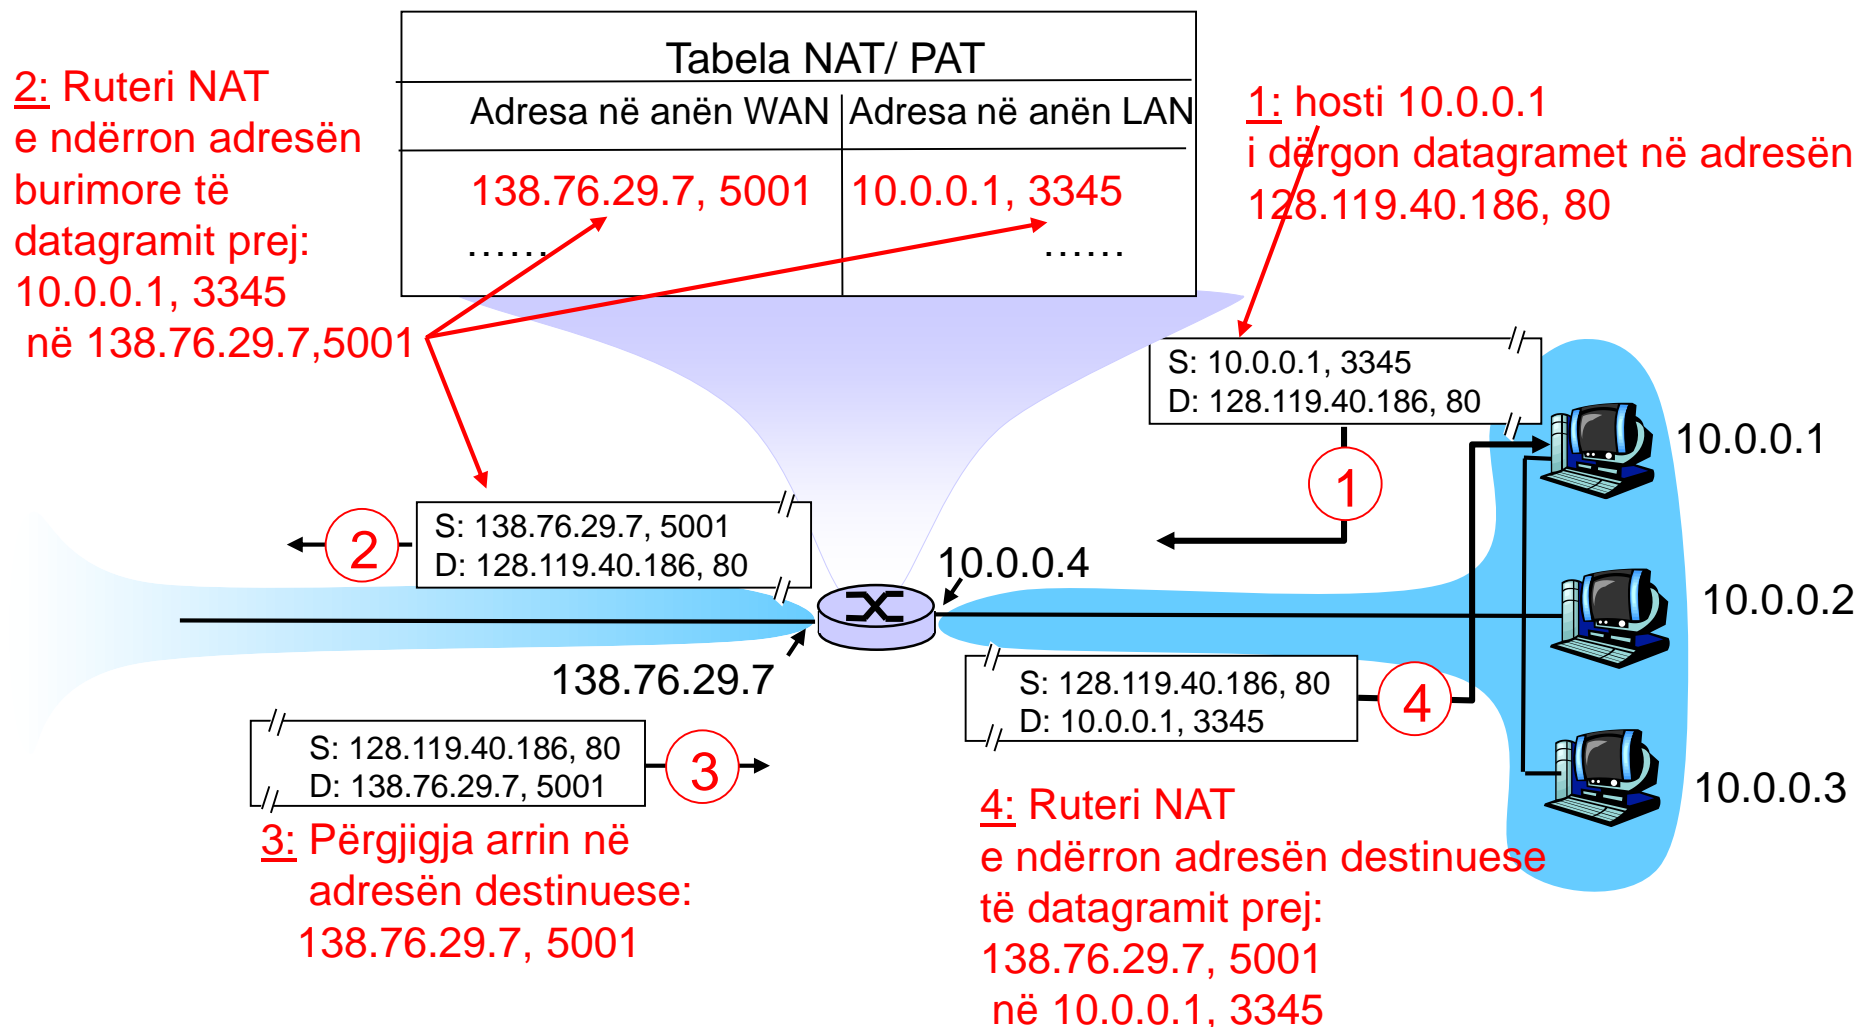 Tabela NAT/ PAT
Adresa në anën WAN
Adresa në anën LAN
138.76.29.7, 5001
10.0.0.1, 3345
......
......
2: Ruteri NAT
e ndërron adresën
burimore të
datagramit prej:
10.0.0.1, 3345
në 138.76.29.7,5001
1: hosti 10.0.0.1
i dërgon datagramet në adresën
128.119.40.186, 80
S: 10.0.0.1, 3345
D: 128.119.40.186, 80
1
10.0.0.1
S: 138.76.29.7, 5001
D: 128.119.40.186, 80
2
10.0.0.4
10.0.0.2
138.76.29.7
S: 128.119.40.186, 80
D: 10.0.0.1, 3345
4
S: 128.119.40.186, 80
D: 138.76.29.7, 5001
3
10.0.0.3
3: Përgjigja arrin në
adresën destinuese:
138.76.29.7, 5001
4: Ruteri NAT
e ndërron adresën destinuese
të datagramit prej:
138.76.29.7, 5001
në 10.0.0.1, 3345